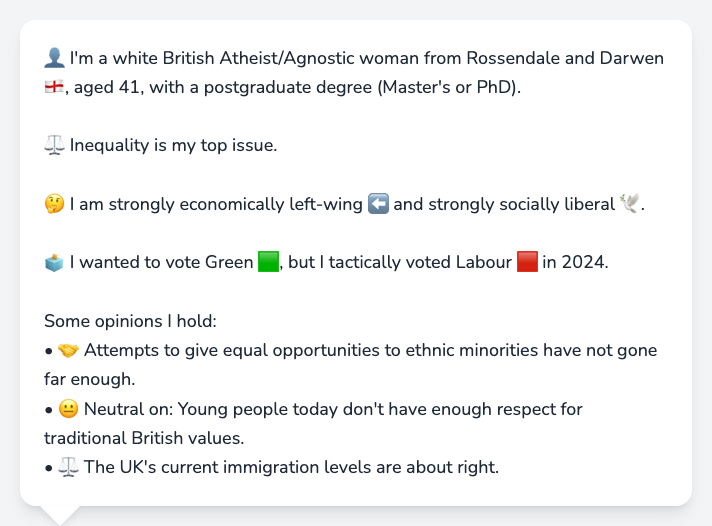 👤 I'm a white British Atheist/Agnostic woman from Rossendale and Darwen
🏴󠁧󠁢󠁥󠁮󠁧󠁿, aged 41, with a postgraduate degree (Master's or PhD).
⚖️ Inequality is my top issue.
🤔 I am strongly economically left-wing ⬅️ and strongly socially liberal 🕊️.
🗳️ I wanted to vote Green 🟩, but I tactically voted Labour 🟥 in 2024.
Some opinions I hold:
• 🤝 Attempts to give equal opportunities to ethnic minorities have not gone
far enough.
• 😐 Neutral on: Young people today don't have enough respect for
traditional British values.
• ⚖️ The UK's current immigration levels are about right.